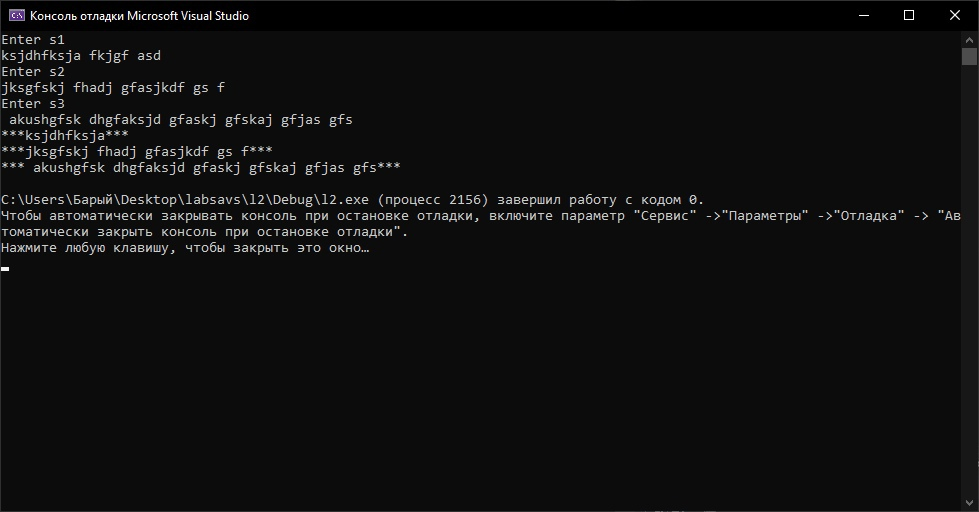 Консоль отладки Microsoft Visual Studio
Enter s1
ksjdhfksja fkjgf asd
Enter s2
jksgfskj fhadj gfasjkdf gs f
Enter s3
 akushgfsk dhgfaksjd gfaskj gfskaj gfjas gfs
***ksjdhfksja***
***jksgfskj fhadj gfasjkdf gs f***
*** akushgfsk dhgfaksjd gfaskj gfskaj gfjas gfs***
C:\Users\Барый\Desktop\labsavs\l2\Debug\l2.exe (процесс 2156) завершил работу с кодом 0.
Чтобы автоматически закрывать консоль при остановке отладки, включите параметр "Сервис" ->"Параметры" ->"Отладка" -> "Ав
томатически закрыть консоль при остановке отладки".
Нажмите любую клавишу, чтобы закрыть это окно…